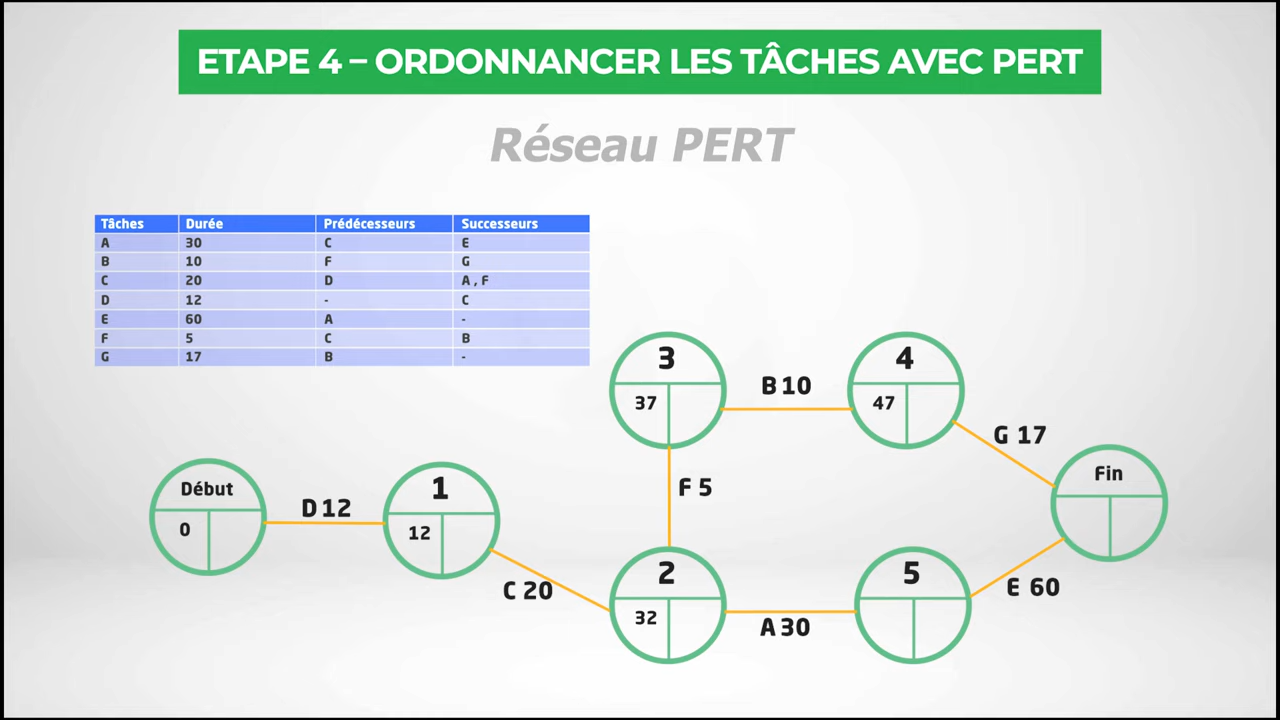 ETAPE 4 – ORDONNANCER LES TÂCHES AVEC PERT
Réseau PERT
Tâches Durée Prédécesseurs Successeurs
A 30 C E
B 10 F G
C 20 D A , F
D 12 - C
E 60 A -
F 5 C B
G 17 B -
3
37
B 10
4
47
G 17
Fin
F 5
Début
0
D 12
1
12
C 20
2
32
A 30
5
E 60